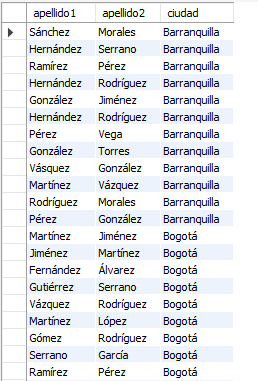 apellido1 apellido2 ciudad
Sánchez Morales Barranquilla
Hernández Serrano Barranquilla
Ramírez Pérez Barranquilla
Hernández Rodríguez Barranquilla
González Jiménez Barranquilla
Hernández Rodríguez Barranquilla
Pérez Vega Barranquilla
González Torres Barranquilla
Vásquez González Barranquilla
Martínez Vázquez Barranquilla
Rodríguez Morales Barranquilla
Pérez González Barranquilla
Martínez Jiménez Bogotá
Jiménez Martínez Bogotá
Fernández Álvarez Bogotá
Gutiérrez Serrano Bogotá
Vázquez Rodríguez Bogotá
Martínez López Bogotá
Gómez Rodríguez Bogotá
Serrano García Bogotá
Ramírez Pérez Bogotá